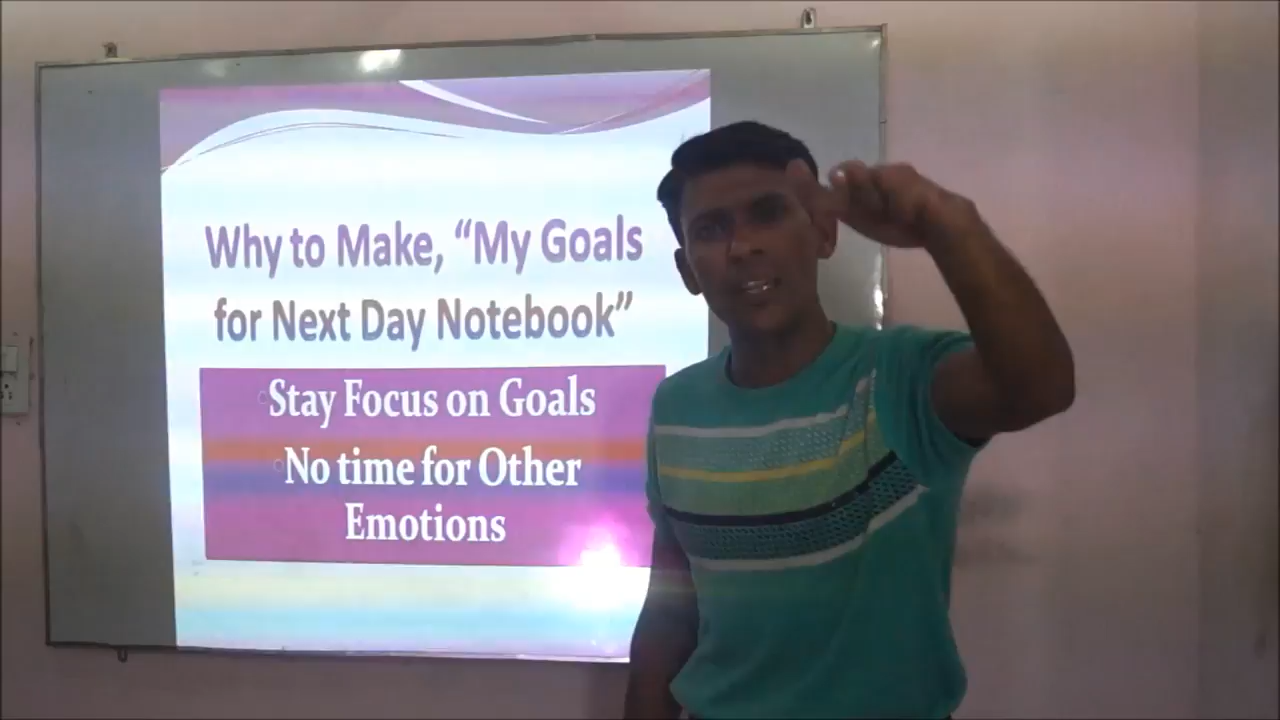 Why to Make, “My Goals
for Next Day Notebook”
Stay Focus on Goals
No time for Other
Emotions